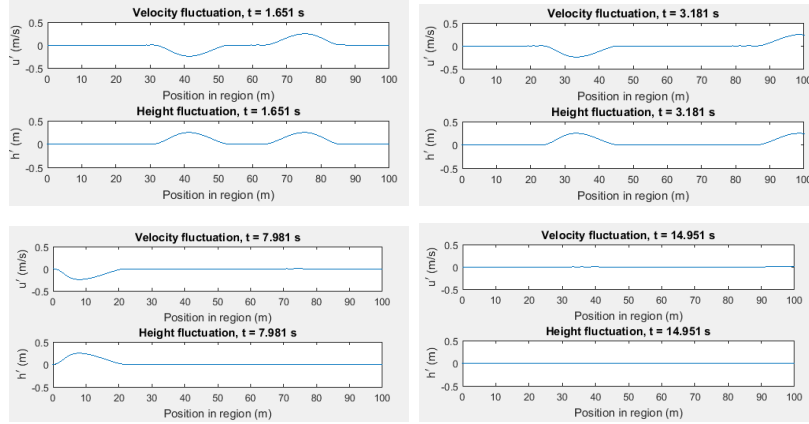 Velocity fluctuation, t = 1.651 s
0.5
0
-0.5
u′ (m/s)
0 10 20 30 40 50 60 70 80 90 100
Position in region (m)
Height fluctuation, t = 1.651 s
0.5
0
-0.5
h′ (m)
0 10 20 30 40 50 60 70 80 90 100
Position in region (m)
Velocity fluctuation, t = 3.181 s
0.5
0
-0.5
u′ (m/s)
0 10 20 30 40 50 60 70 80 90 100
Position in region (m)
Height fluctuation, t = 3.181 s
0.5
0
-0.5
h′ (m)
0 10 20 30 40 50 60 70 80 90 100
Position in region (m)
Velocity fluctuation, t = 7.981 s
0.5
0
-0.5
u′ (m/s)
0 10 20 30 40 50 60 70 80 90 100
Position in region (m)
Height fluctuation, t = 7.981 s
0.5
0
-0.5
h′ (m)
0 10 20 30 40 50 60 70 80 90 100
Position in region (m)
Velocity fluctuation, t = 14.951 s
0.5
0
-0.5
u′ (m/s)
0 10 20 30 40 50 60 70 80 90 100
Position in region (m)
Height fluctuation, t = 14.951 s
0.5
0
-0.5
h′ (m)
0 10 20 30 40 50 60 70 80 90 100
Position in region (m)